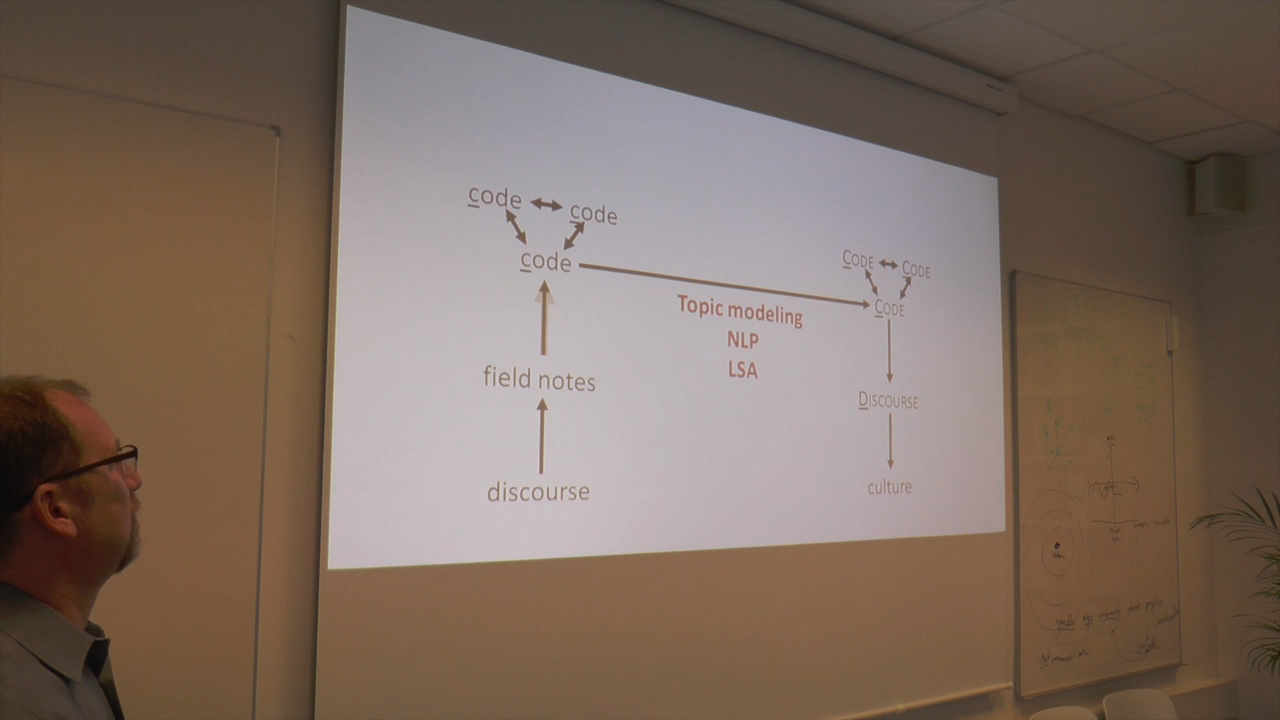 code code
code
field notes
discourse
Topic modeling
NLP
LSA
CODE CODE
CODE
DISCOURSE
culture